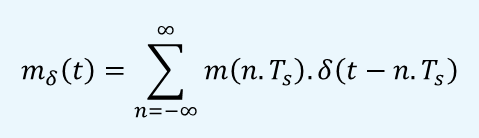 m_δ(t) = ∑_{n=−∞}^{∞} m(n.T_s).δ(t − n.T_s)